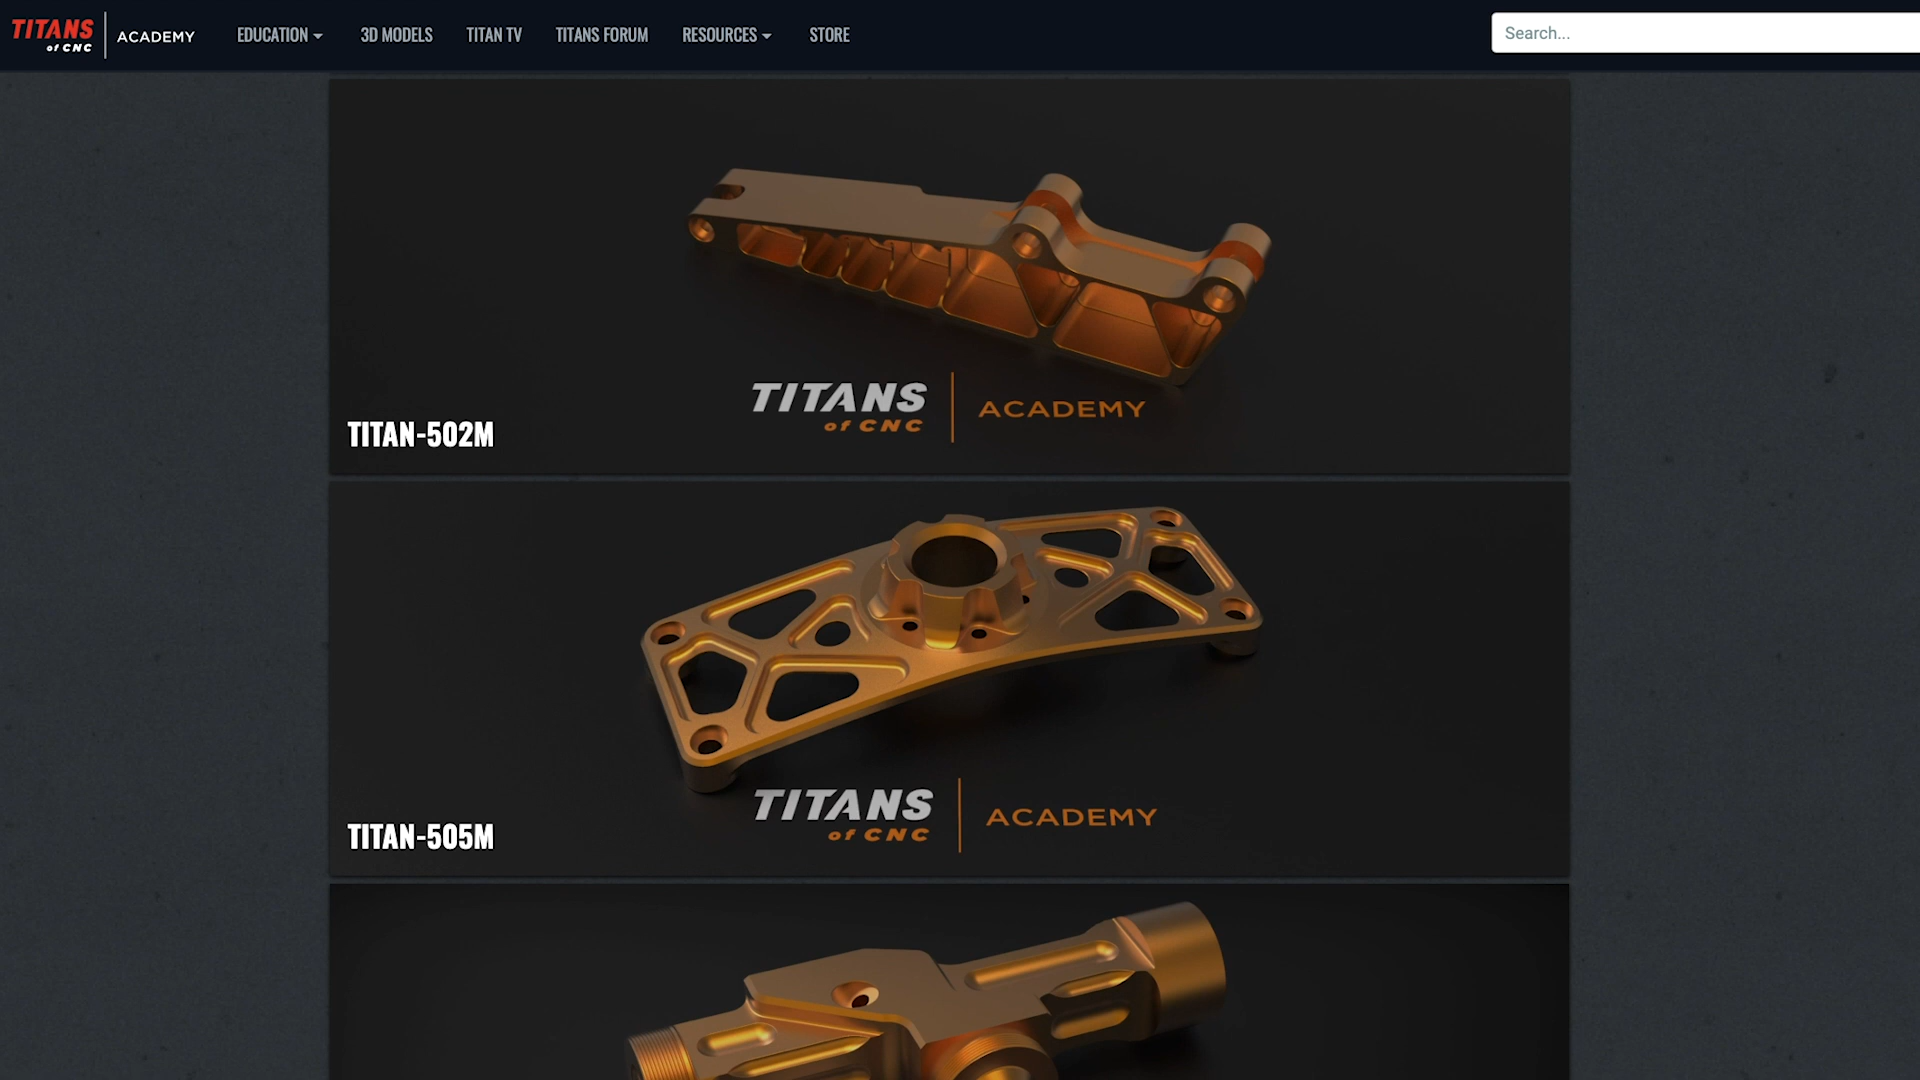 TITANS
of CNC
ACADEMY
EDUCATION
3D MODELS
TITAN TV
TITANS FORUM
RESOURCES
STORE
Search...
TITANS
of CNC
ACADEMY
TITAN-502M
TITANS
of CNC
ACADEMY
TITAN-505M